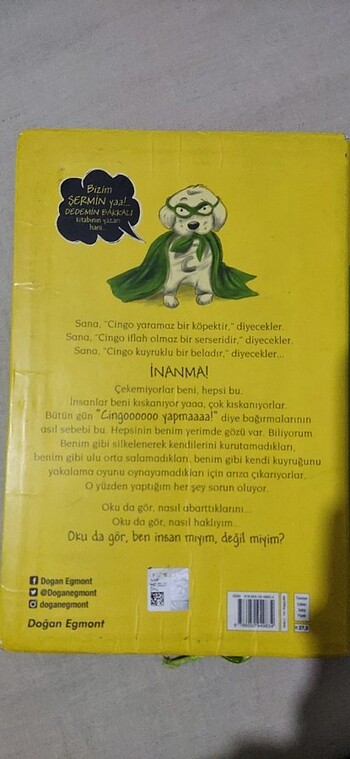 Bizim
ŞERMİN yaa!..
DEDEMİN BAKKALI
kitabının yazarı
hani...
Sana, "Cingo yaramaz bir köpektir," diyecekler.
Sana, "Cingo iflah olmaz bir serseridir," diyecekler.
Sana, "Cingo kuyruklu bir beladır," diyecekler...
İNANMA!
Çekemiyorlar beni, hepsi bu.
İnsanlar beni kıskanıyor yaaa, çok kıskanıyorlar.
Bütün gün "Cingoooooo yapmaaaa!" diye bağırmalarının
asıl sebebi bu. Hepsinin benim yerimde gözü var. Biliyorum.
Benim gibi silkelenerek kendilerini kurutamadıkları,
benim gibi ulu orta salamadıkları, benim gibi kendi kuyruğunu
yakalama oyunu oynayamadıkları için arıza çıkarıyorlar.
O yüzden yaptığım her şey sorun oluyor.
Oku da gör, nasıl abarttıklarını...
Oku da gör, nasıl haklıyım...
Oku da gör, ben insan mıyım, değil miyim?
Dogan Egmont
@Doganegmont
doganegmont
Doğan Egmont